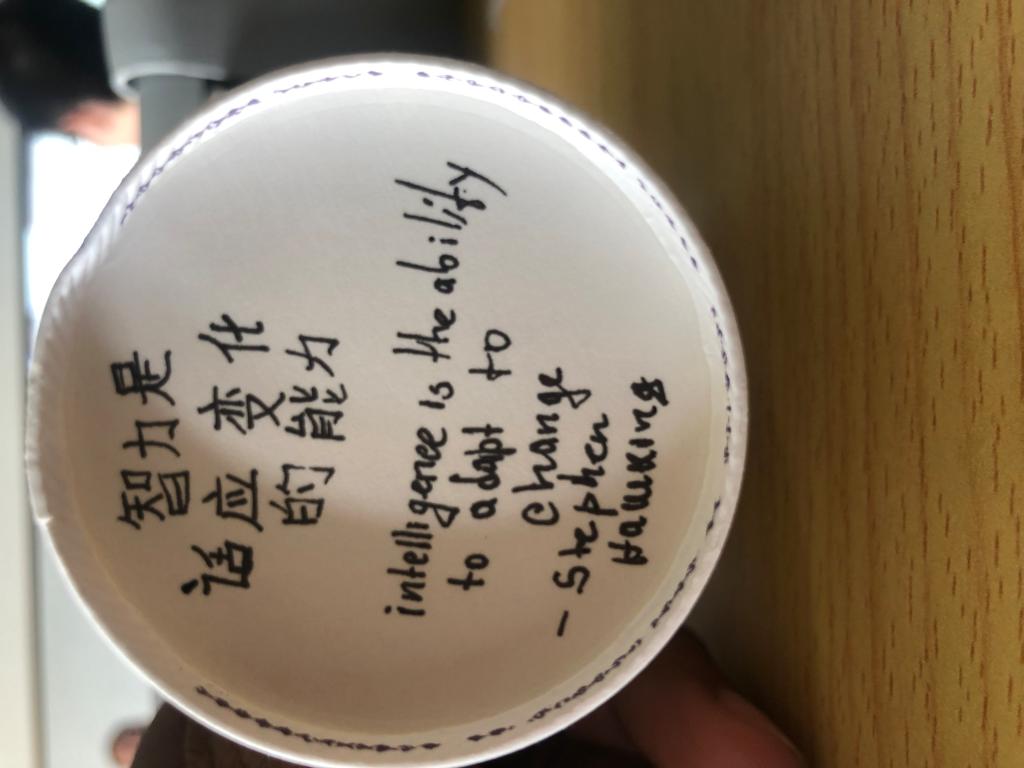 智力是
适应变化
的能力
intelligence is the ability
to adapt to
change
- Stephen
Hawking